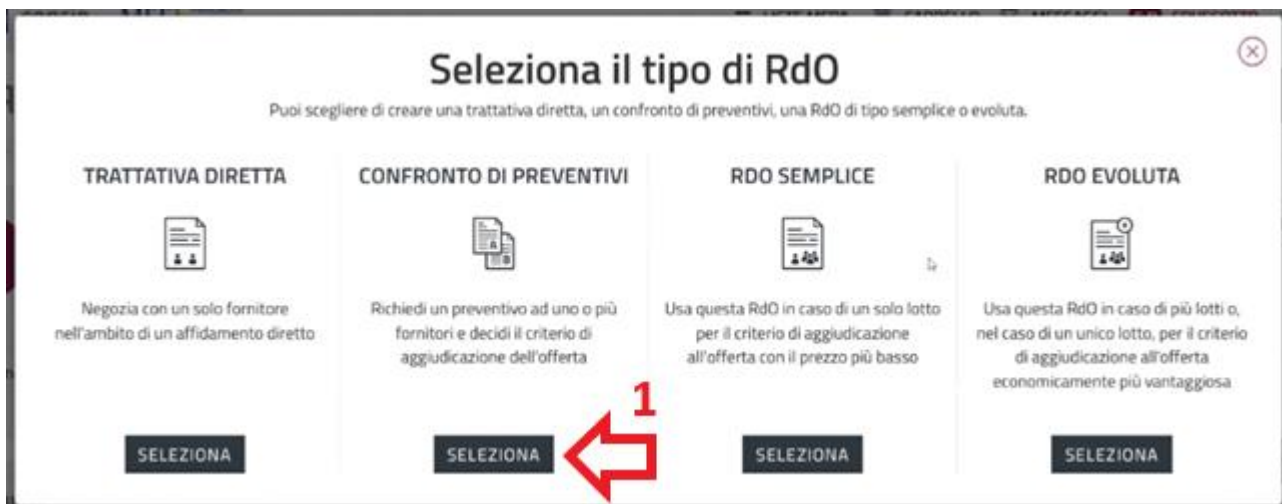 Seleziona il tipo di RdO
Puoi scegliere di creare una trattativa diretta, un confronto di preventivi, una RdO di tipo semplice o evoluta.
TRATTATIVA DIRETTA
Negozia con un solo fornitore
nell'ambito di un affidamento diretto
SELEZIONA
CONFRONTO DI PREVENTIVI
A
B
Richiedi un preventivo ad uno o più
fornitori e decidi il criterio di
aggiudicazione dell'offerta
1
SELEZIONA
RDO SEMPLICE
Usa questa RdO in caso di un solo lotto
per il criterio di aggiudicazione
all'offerta con il prezzo più basso
SELEZIONA
RDO EVOLUTA
Usa questa RdO in caso di più lotti o,
nel caso di un unico lotto, per il criterio
di aggiudicazione all'offerta
economicamente più vantaggiosa
SELEZIONA